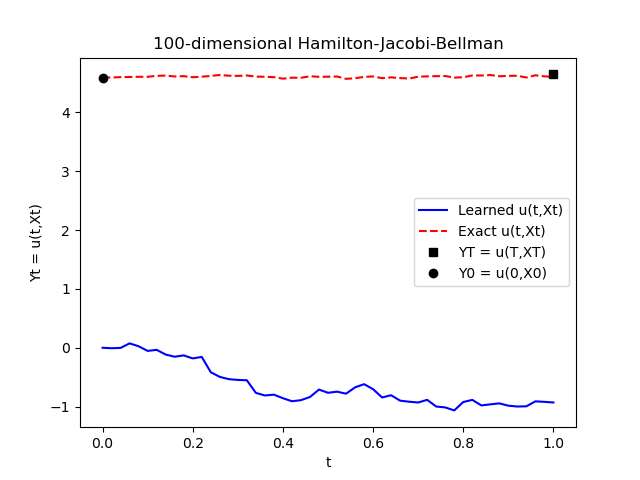 100-dimensional Hamilton-Jacobi-Bellman
Yt = u(t,Xt)
4
3
2
1
0
−1
Learned u(t,Xt)
Exact u(t,Xt)
YT = u(T,XT)
Y0 = u(0,X0)
0.0 0.2 0.4 0.6 0.8 1.0
t